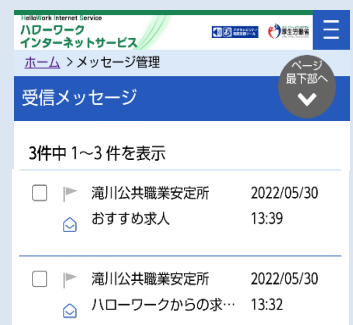 HelloWork Internet Service
ハローワーク
インターネットサービス
厚生労働省
ホーム > メッセージ管理
ページ
最下部へ
受信メッセージ
3件中 1～3 件を表示
滝川公共職業安定所 2022/05/30
おすすめ求人 13:39
滝川公共職業安定所 2022/05/30
ハローワークからの求… 13:32